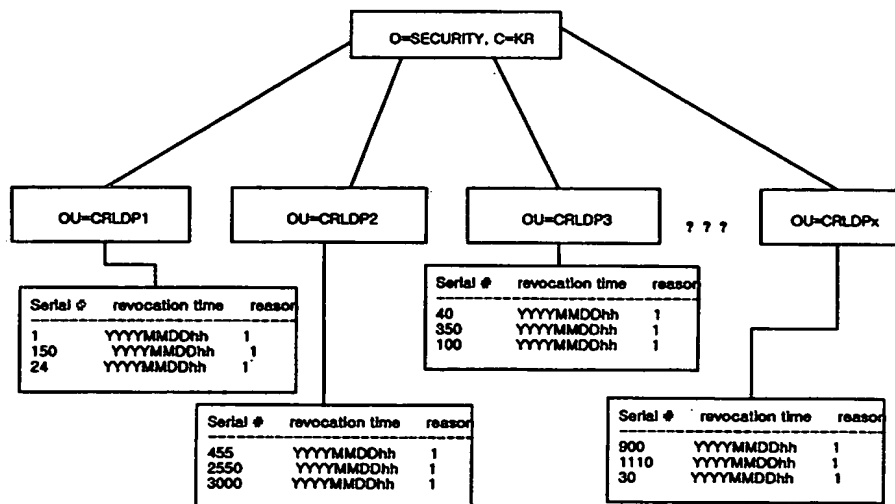 O=SECURITY, C=KR
OU=CRLDP1
OU=CRLDP2
OU=CRLDP3
? ? ?
OU=CRLDPx
Serial # revocation time reason
1 YYYYMMDDhh 1
150 YYYYMMDDhh 1
24 YYYYMMDDhh 1
Serial # revocation time reason
455 YYYYMMDDhh 1
2550 YYYYMMDDhh 1
3000 YYYYMMDDhh 1
Serial # revocation time reason
40 YYYYMMDDhh 1
350 YYYYMMDDhh 1
100 YYYYMMDDhh 1
Serial # revocation time reason
900 YYYYMMDDhh 1
1110 YYYYMMDDhh 1
30 YYYYMMDDhh 1